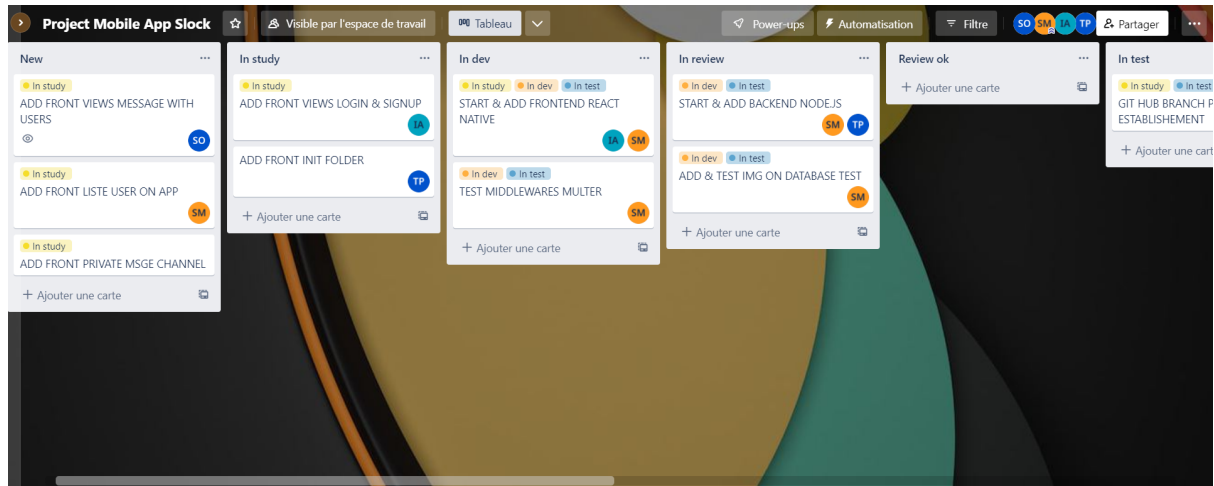 Project Mobile App Slock
Visible par l'espace de travail
Tableau
Power-ups
Automatisation
Filtre
SO SM IA TP
Partager
New
In study
ADD FRONT VIEWS MESSAGE WITH
USERS
SO
In study
ADD FRONT LISTE USER ON APP
SM
In study
ADD FRONT PRIVATE MSGE CHANNEL
+ Ajouter une carte
In study
In study
ADD FRONT VIEWS LOGIN & SIGNUP
IA
ADD FRONT INIT FOLDER
TP
+ Ajouter une carte
In dev
In study In dev In test
START & ADD FRONTEND REACT
NATIVE
IA SM
In dev In test
TEST MIDDLEWARES MULTER
SM
+ Ajouter une carte
In review
In dev In test
START & ADD BACKEND NODE.JS
SM TP
In dev In test
ADD & TEST IMG ON DATABASE TEST
SM
+ Ajouter une carte
Review ok
+ Ajouter une carte
In test
In study In test
GIT HUB BRANCH P
ESTABLISHEMENT
+ Ajouter une cart